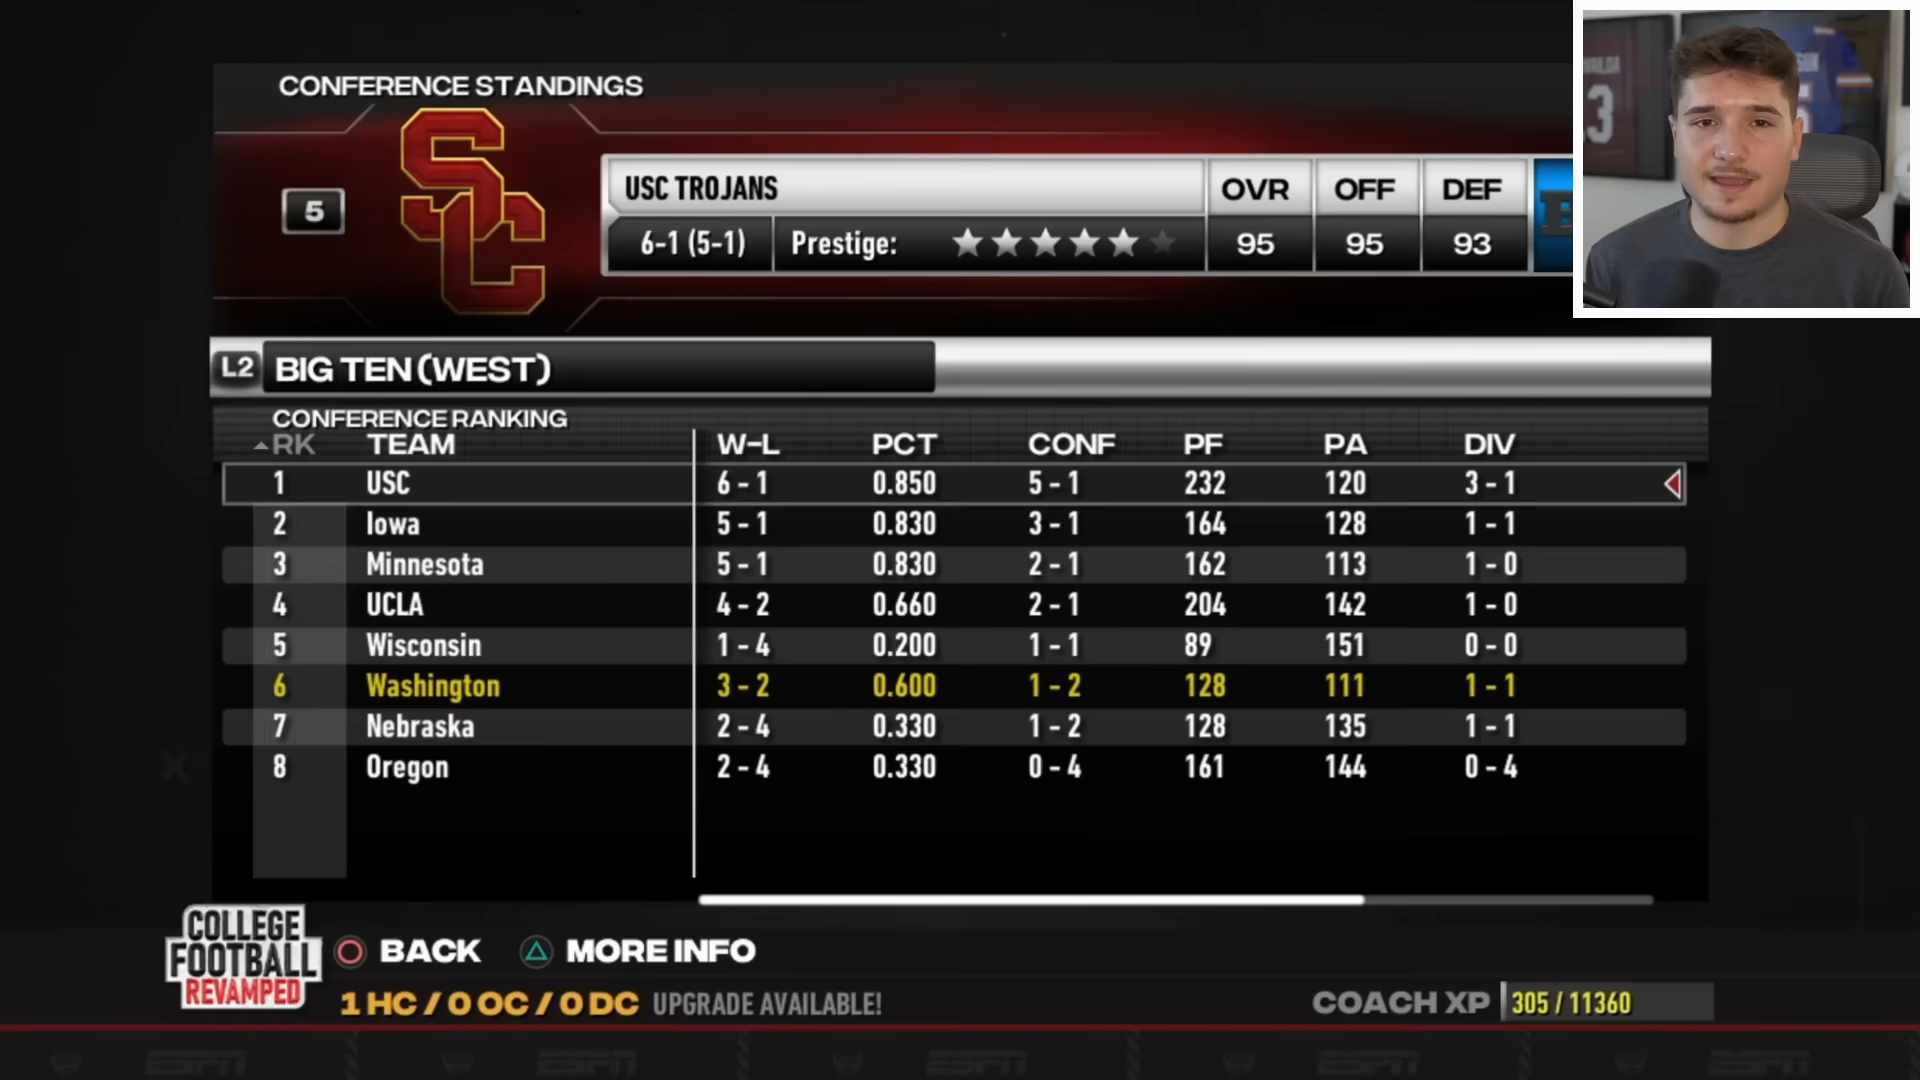 CONFERENCE STANDINGS
5
USC TROJANS OVR OFF DEF
6-1 (5-1) Prestige: 95 95 93
L2 BIG TEN (WEST)
CONFERENCE RANKING
RK TEAM W-L PCT CONF PF PA DIV
1 USC 6 - 1 0.850 5 - 1 232 120 3 - 1
2 Iowa 5 - 1 0.830 3 - 1 164 128 1 - 1
3 Minnesota 5 - 1 0.830 2 - 1 162 113 1 - 0
4 UCLA 4 - 2 0.660 2 - 1 204 142 1 - 0
5 Wisconsin 1 - 4 0.200 1 - 1 89 151 0 - 0
6 Washington 3 - 2 0.600 1 - 2 128 111 1 - 1
7 Nebraska 2 - 4 0.330 1 - 2 128 135 1 - 1
8 Oregon 2 - 4 0.330 0 - 4 161 144 0 - 4
COLLEGE
FOOTBALL
REVAMPED
BACK MORE INFO
1 HC / 0 OC / 0 DC UPGRADE AVAILABLE!
COACH XP 305 / 11360
ESPN ESPN ESPN ESPN ESPN
SC